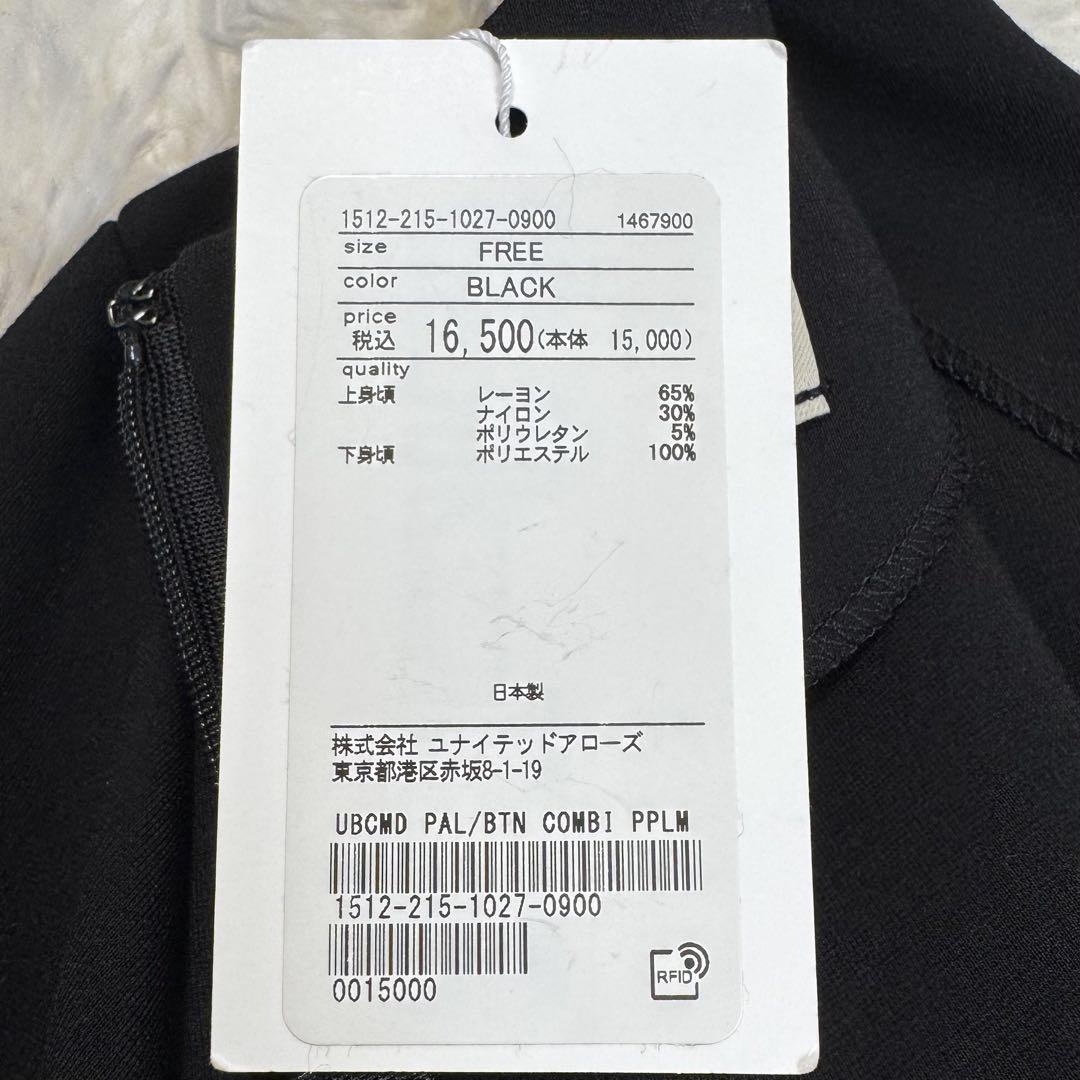 1512-215-1027-0900 1467900
size FREE
color BLACK
price
税込 16,500(本体 15,000)
quality
上身頃 レーヨン 65%
ナイロン 30%
ポリウレタン 5%
下身頃 ポリエステル 100%
日本製
株式会社 ユナイテッドアローズ
東京都港区赤坂8-1-19
UBCMD PAL/BTN COMBI PPLM
1512-215-1027-0900
0015000
RFID